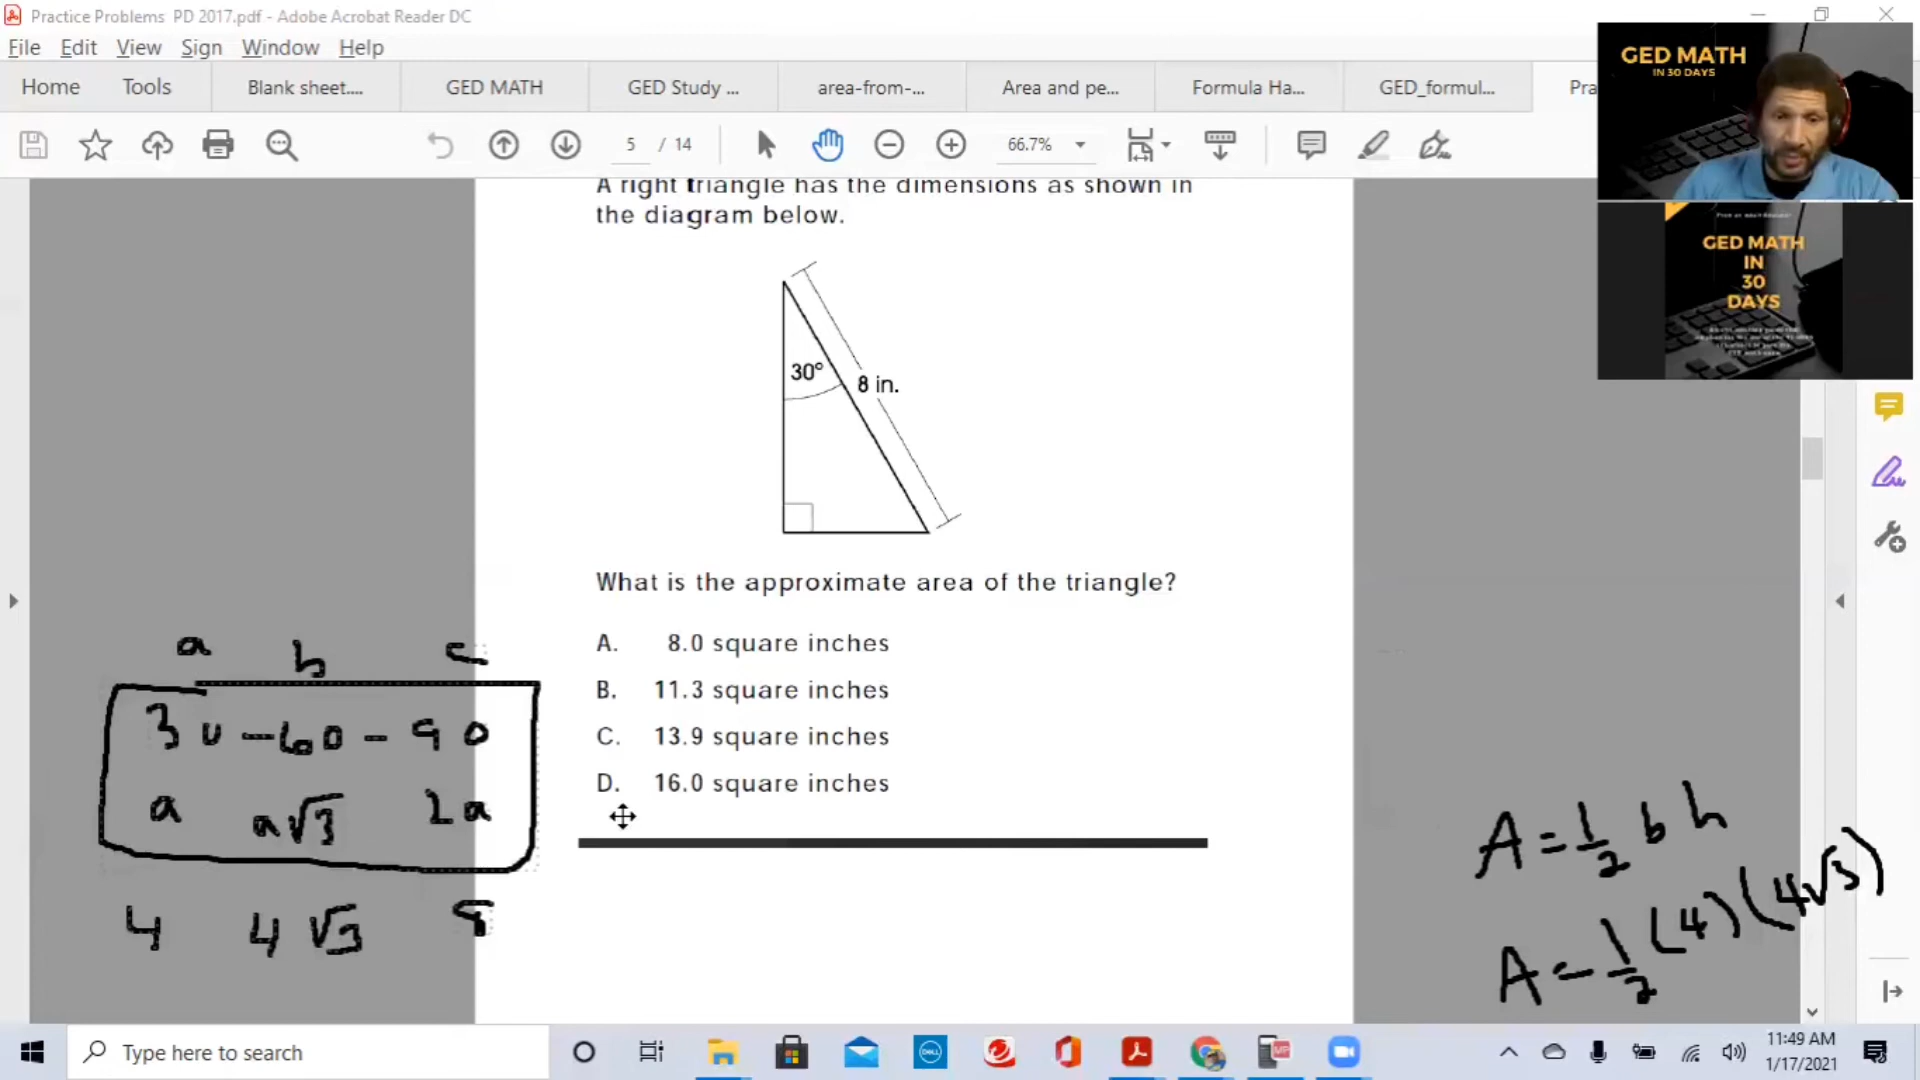 Practice Problems PD 2017.pdf - Adobe Acrobat Reader DC
File Edit View Sign Window Help
Home Tools Blank sheet.... GED MATH GED Study ... area-from-... Area and pe... Formula Ha... GED_formul... Pra
5 / 14 66.7%
GED MATH
IN 30 DAYS
GED MATH
IN
30
DAYS
A right triangle has the dimensions as shown in
the diagram below.
30°
8 in.
What is the approximate area of the triangle?
A. 8.0 square inches
B. 11.3 square inches
C. 13.9 square inches
D. 16.0 square inches
a b c
30-60-90
a a√3 2a
4 4√3 8
A=1/2 bh
A=1/2(4)(4√3)
Type here to search
DELL
11:49 AM
1/17/2021